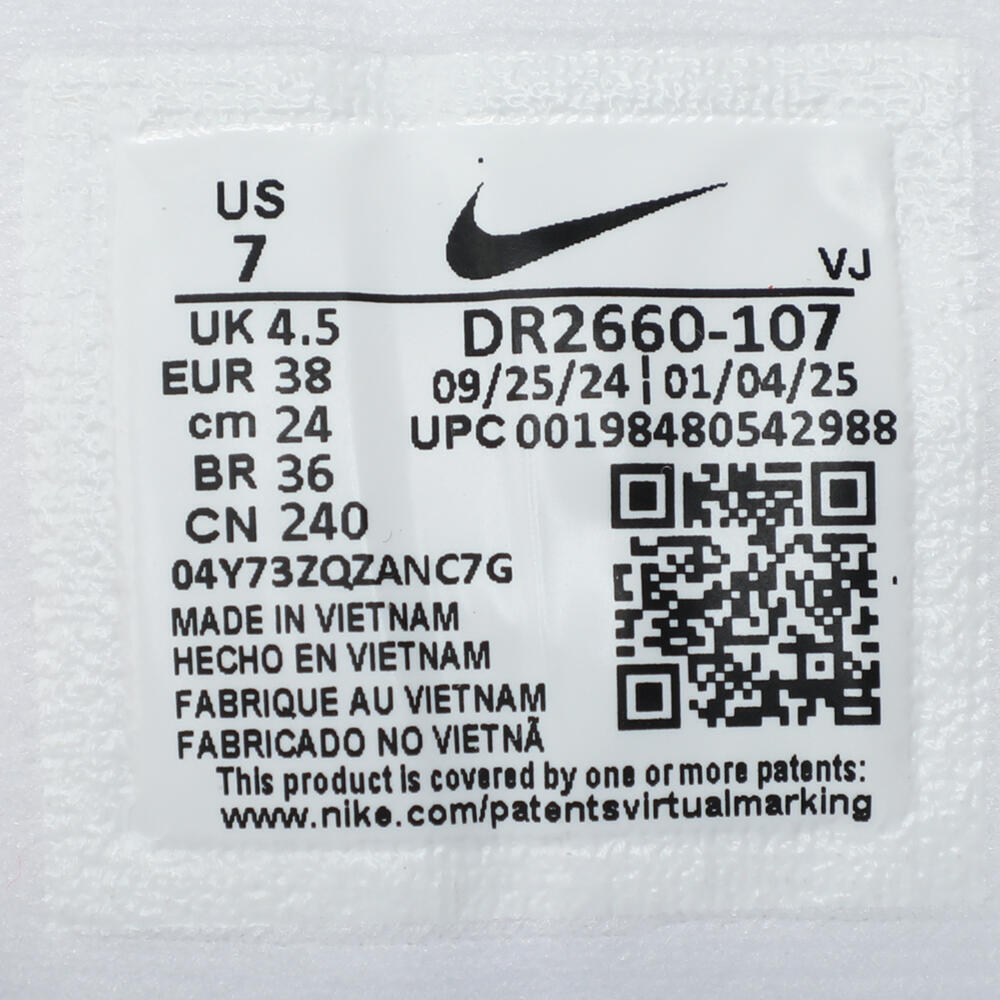 US
7
VJ
UK 4.5
DR2660-107
EUR 38
09/25/24 | 01/04/25
cm 24
UPC 00198480542988
BR 36
CN 240
04Y73ZQZANC7G
MADE IN VIETNAM
HECHO EN VIETNAM
FABRIQUE AU VIETNAM
FABRICADO NO VIETNÃ
This product is covered by one or more patents:
www.nike.com/patentsvirtualmarking